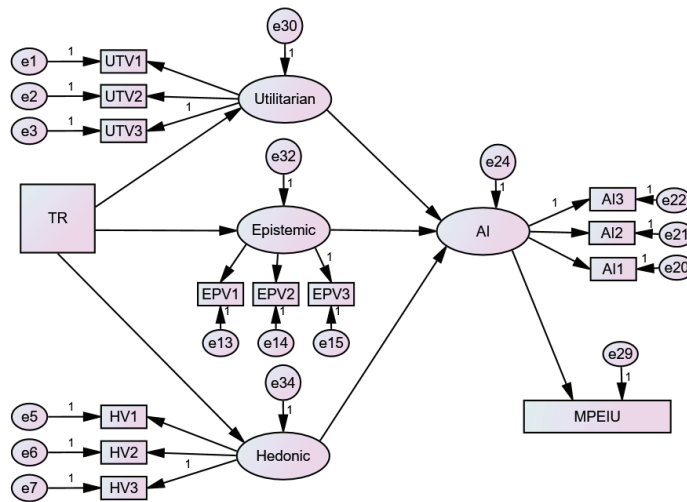 e30
1
e1
1
UTV1
e2
1
UTV2
Utilitarian
e3
1
UTV3
1
e32
1
e24
1
TR
Epistemic
AI
1
AI3
1
e22
AI2
1
e21
AI1
1
e20
1
EPV1
EPV2
EPV3
1
1
1
e13
e14
e15
e34
1
e29
1
e5
1
HV1
MPEIU
e6
1
HV2
Hedonic
e7
1
HV3
1